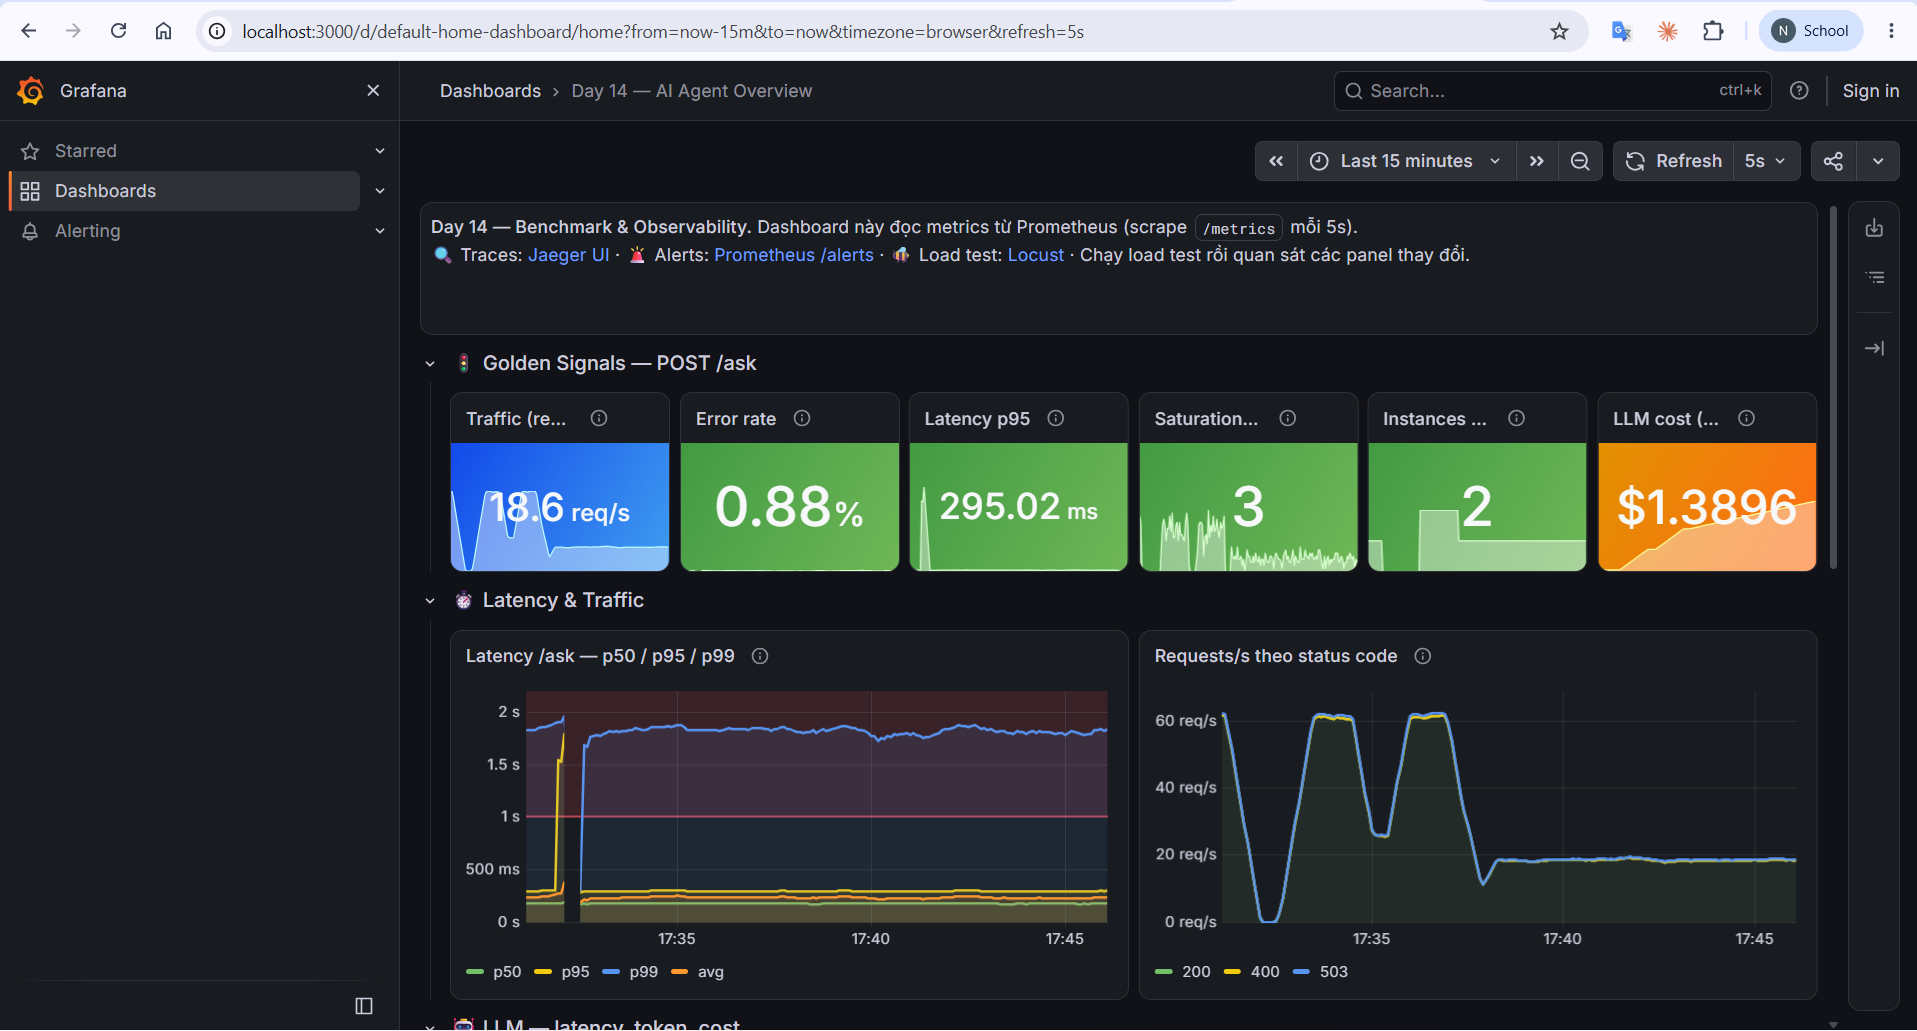 localhost:3000/d/default-home-dashboard/home?from=now-15m&to=now&timezone=browser&refresh=5s
N School
Grafana
Dashboards › Day 14 — AI Agent Overview
Search... ctrl+k
Sign in
Starred
Dashboards
Alerting
Last 15 minutes
Refresh 5s
Day 14 — Benchmark & Observability. Dashboard này đọc metrics từ Prometheus (scrape /metrics mỗi 5s).
🔍 Traces: Jaeger UI · 🚨 Alerts: Prometheus /alerts · 🐝 Load test: Locust · Chạy load test rồi quan sát các panel thay đổi.
🚦 Golden Signals — POST /ask
Traffic (re...
18.6 req/s
Error rate
0.88%
Latency p95
295.02 ms
Saturation...
3
Instances ...
2
LLM cost (...
$1.3896
⏱️ Latency & Traffic
Latency /ask — p50 / p95 / p99
2 s
1.5 s
1 s
500 ms
0 s
17:35 17:40 17:45
p50 p95 p99 avg
Requests/s theo status code
60 req/s
40 req/s
20 req/s
0 req/s
17:35 17:40 17:45
200 400 503
🤖 LLM — latency, token, cost